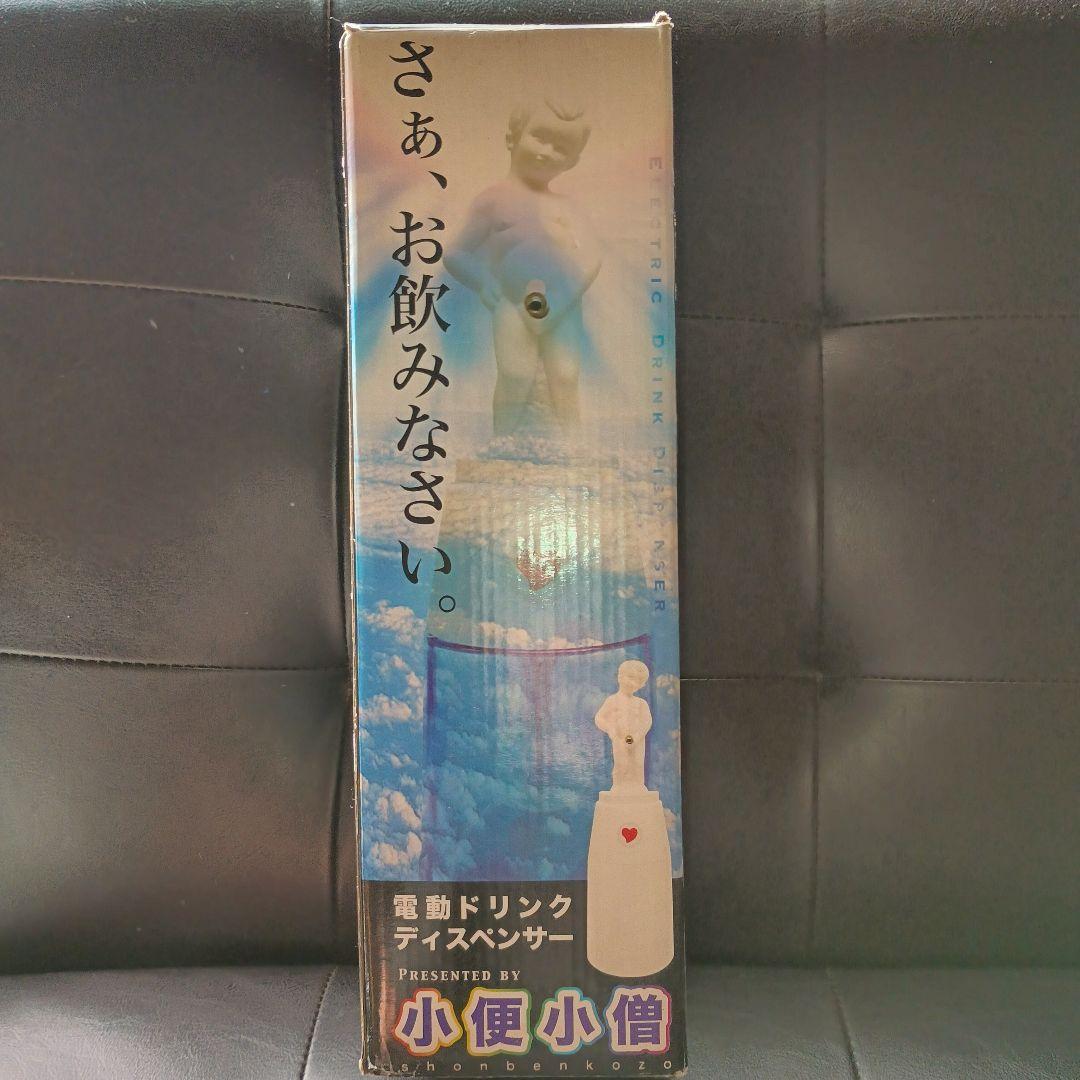 さぁ、お飲みなさい。
ELECTRIC DRINK DISPENSER
電動ドリンク
ディスペンサー
PRESENTED BY
小便小僧
shonbenkozo